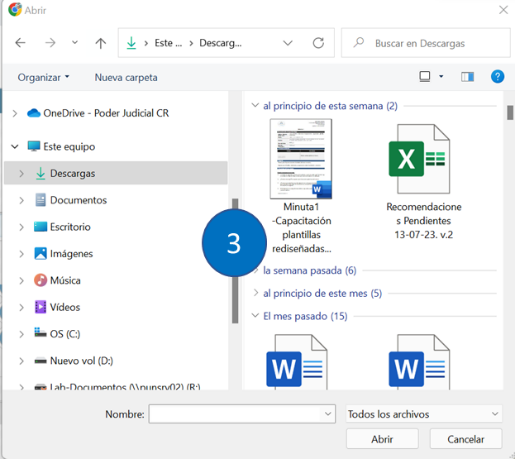 Abrir
Este ... > Descarg...
Buscar en Descargas
Organizar
Nueva carpeta
OneDrive - Poder Judicial CR
Este equipo
Descargas
Documentos
Escritorio
Imágenes
Música
Vídeos
OS (C:)
Nuevo vol (D:)
Lab-Documentos (\\punsrv02) (R:)
3
al principio de esta semana (2)
Minuta1
-Capacitación
plantillas
rediseñadas...
Recomendacione
s Pendientes
13-07-23. v.2
la semana pasada (6)
al principio de este mes (5)
El mes pasado (15)
Nombre:
Todos los archivos
Abrir
Cancelar